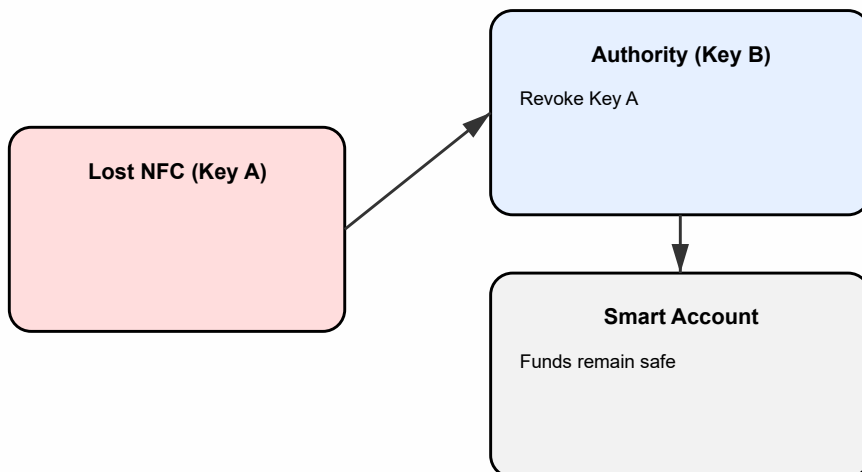 Lost NFC (Key A)
Authority (Key B)
Revoke Key A
Smart Account
Funds remain safe